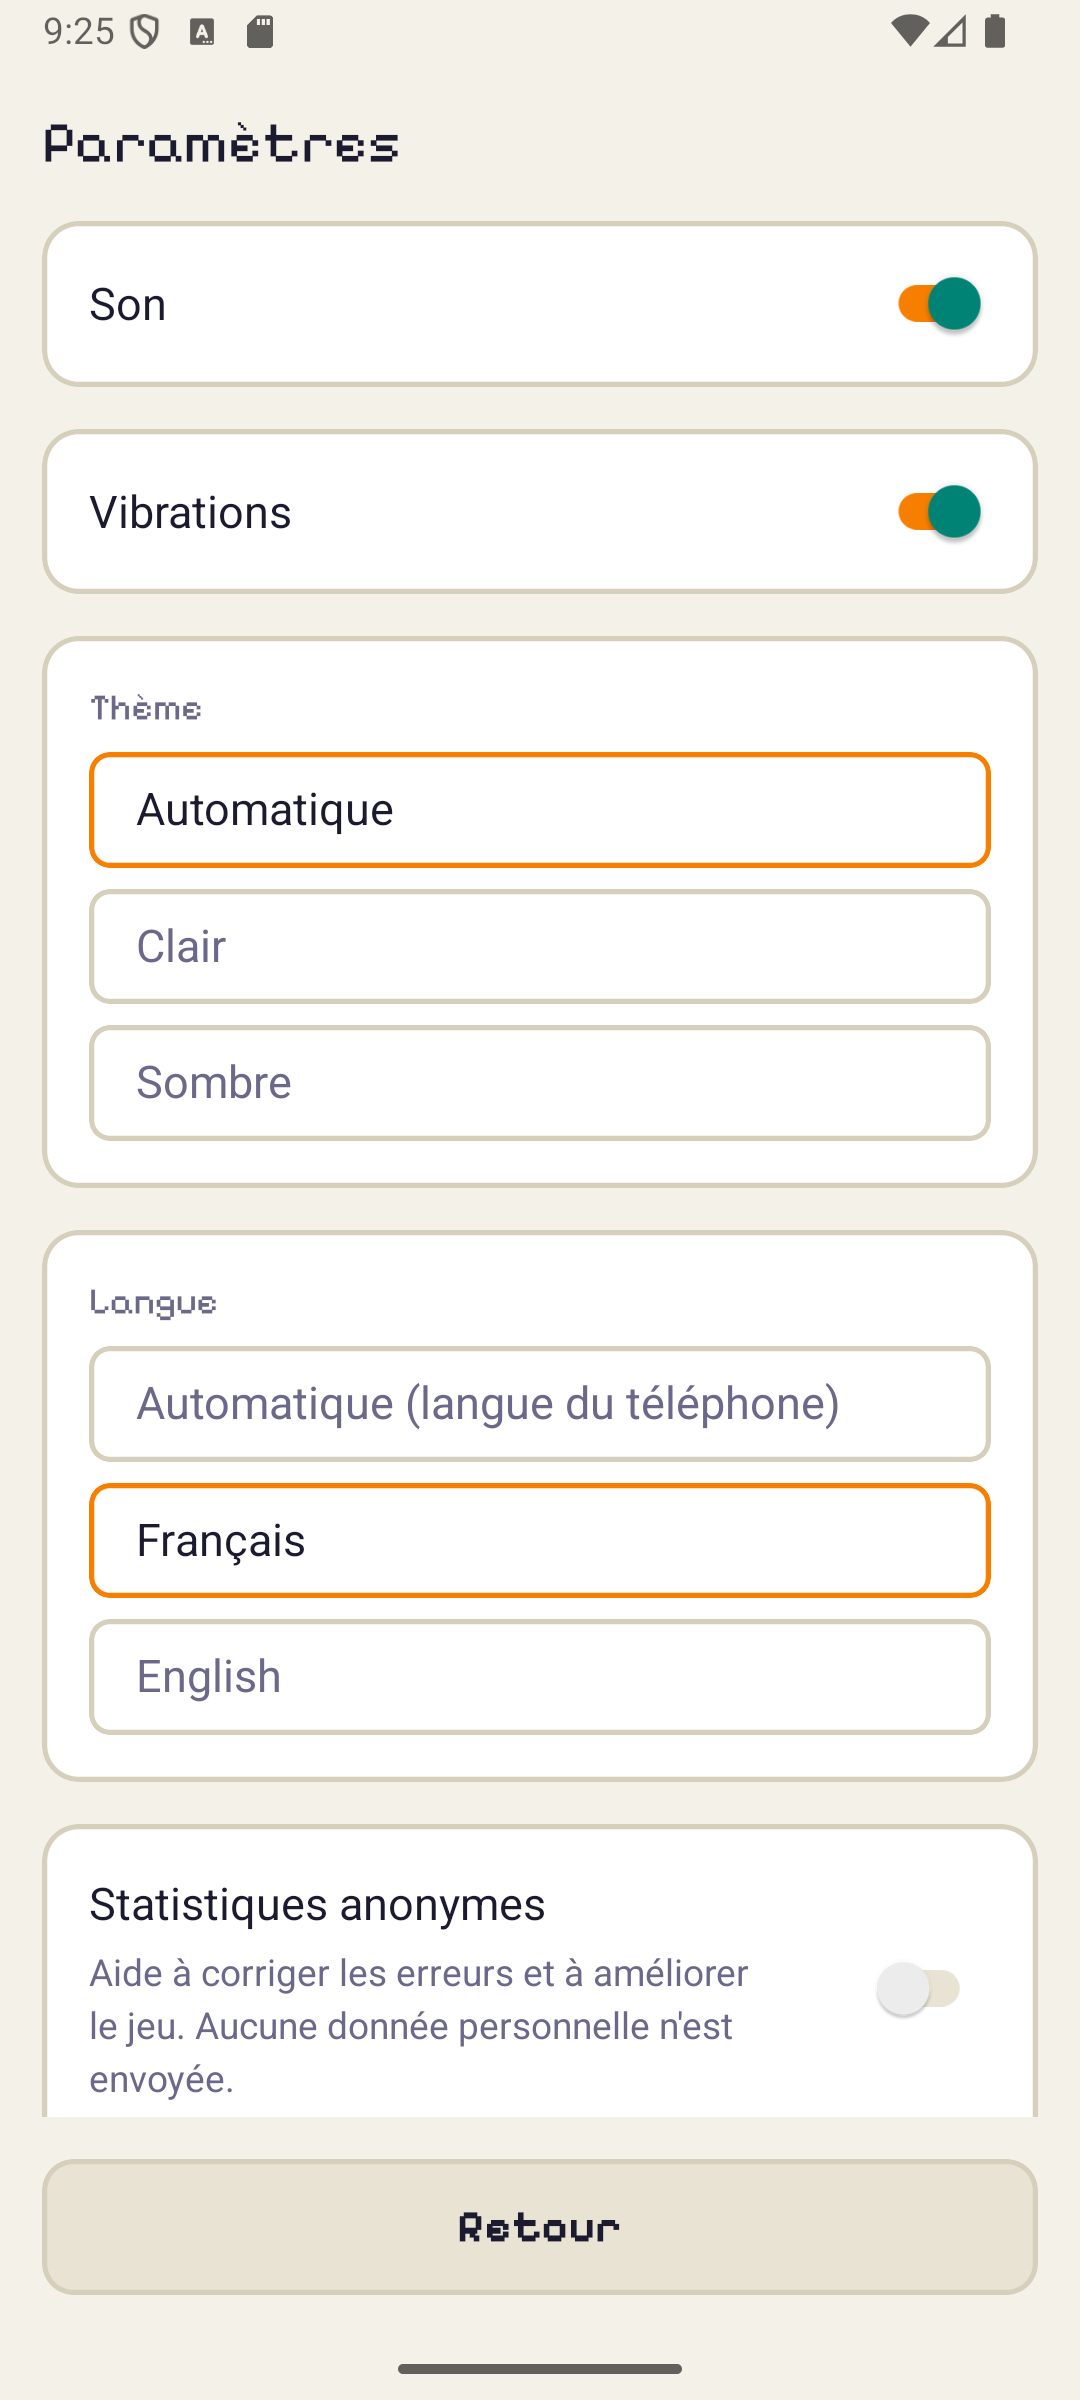 9:25
Paramètres
Son
Vibrations
Thème
Automatique
Clair
Sombre
Langue
Automatique (langue du téléphone)
Français
English
Statistiques anonymes
Aide à corriger les erreurs et à améliorer
le jeu. Aucune donnée personnelle n'est
envoyée.
Retour